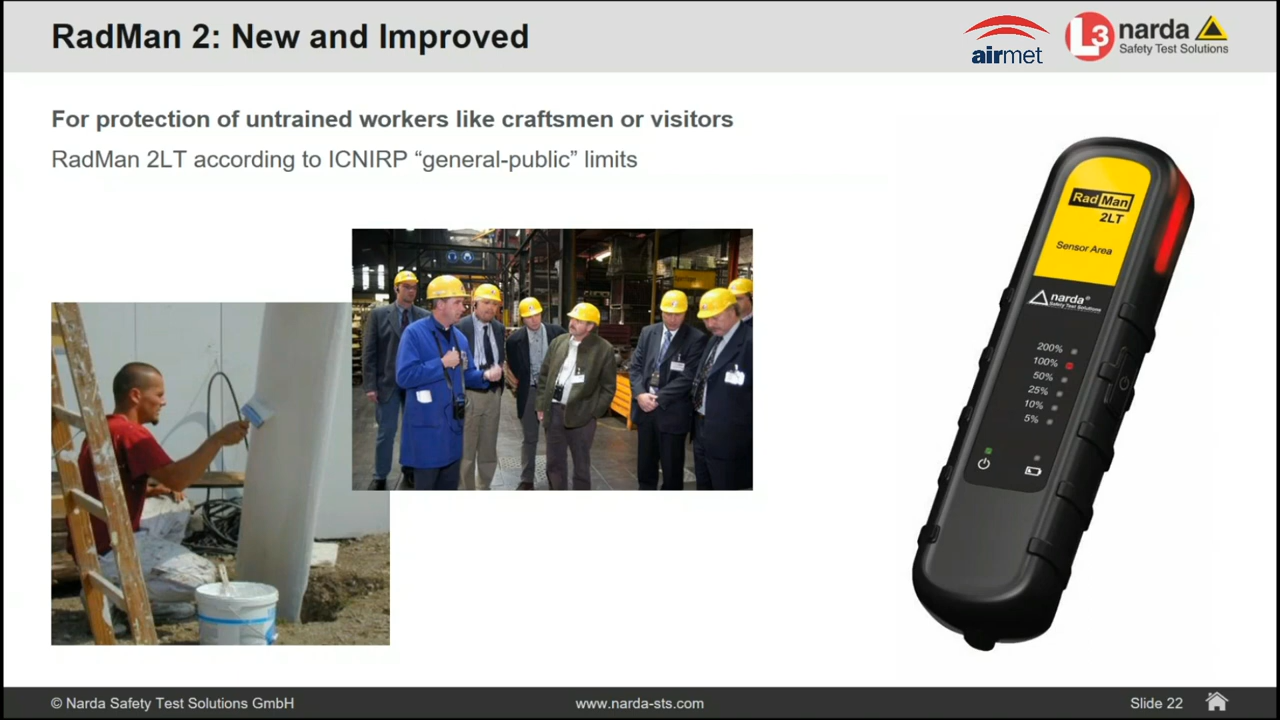 RadMan 2: New and Improved
airmet
L3 narda
Safety Test Solutions
For protection of untrained workers like craftsmen or visitors
RadMan 2LT according to ICNIRP “general-public” limits
Rad Man
2LT
Sensor Area
narda®
Safety Test Solutions
200%
100%
50%
25%
10%
5%
© Narda Safety Test Solutions GmbH
www.narda-sts.com
Slide 22